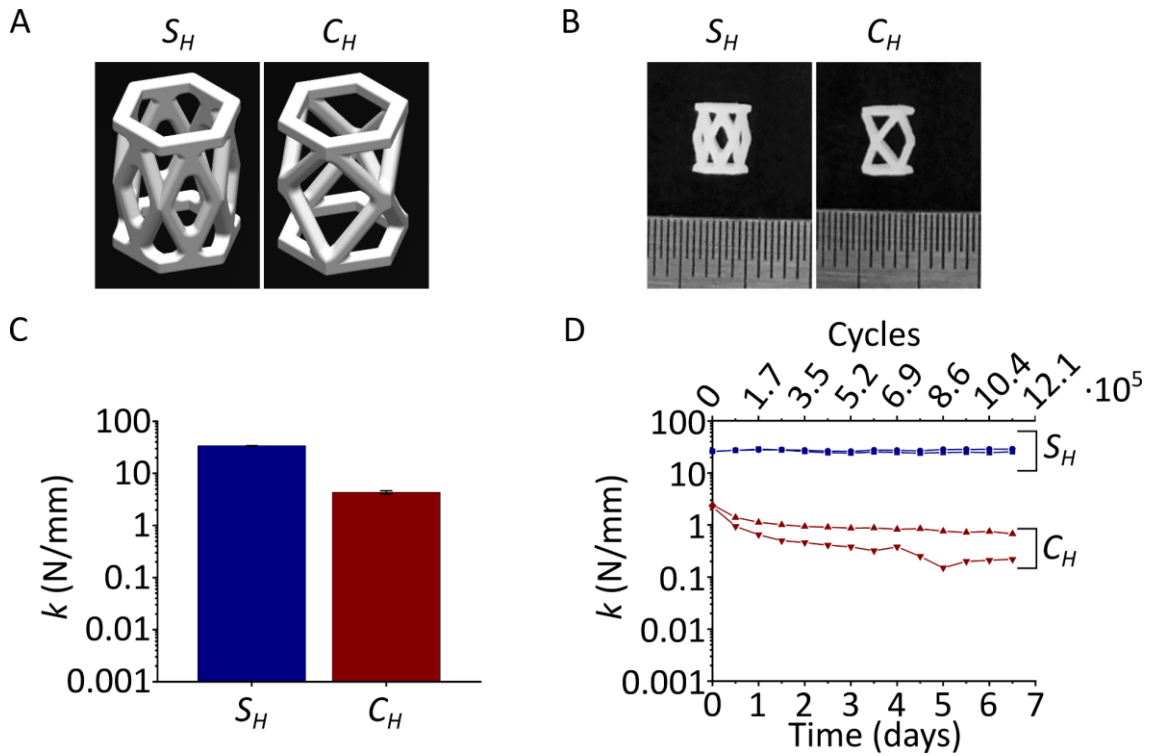 A
S_H
C_H
B
S_H
C_H
C
k (N/mm)
100
10
1
0.1
0.01
0.001
S_H
C_H
D
Cycles
0
1.7
3.5
5.2
6.9
8.6
10.4
12.1
·10⁵
k (N/mm)
100
10
1
0.1
0.01
0.001
S_H
C_H
0 1 2 3 4 5 6 7
Time (days)